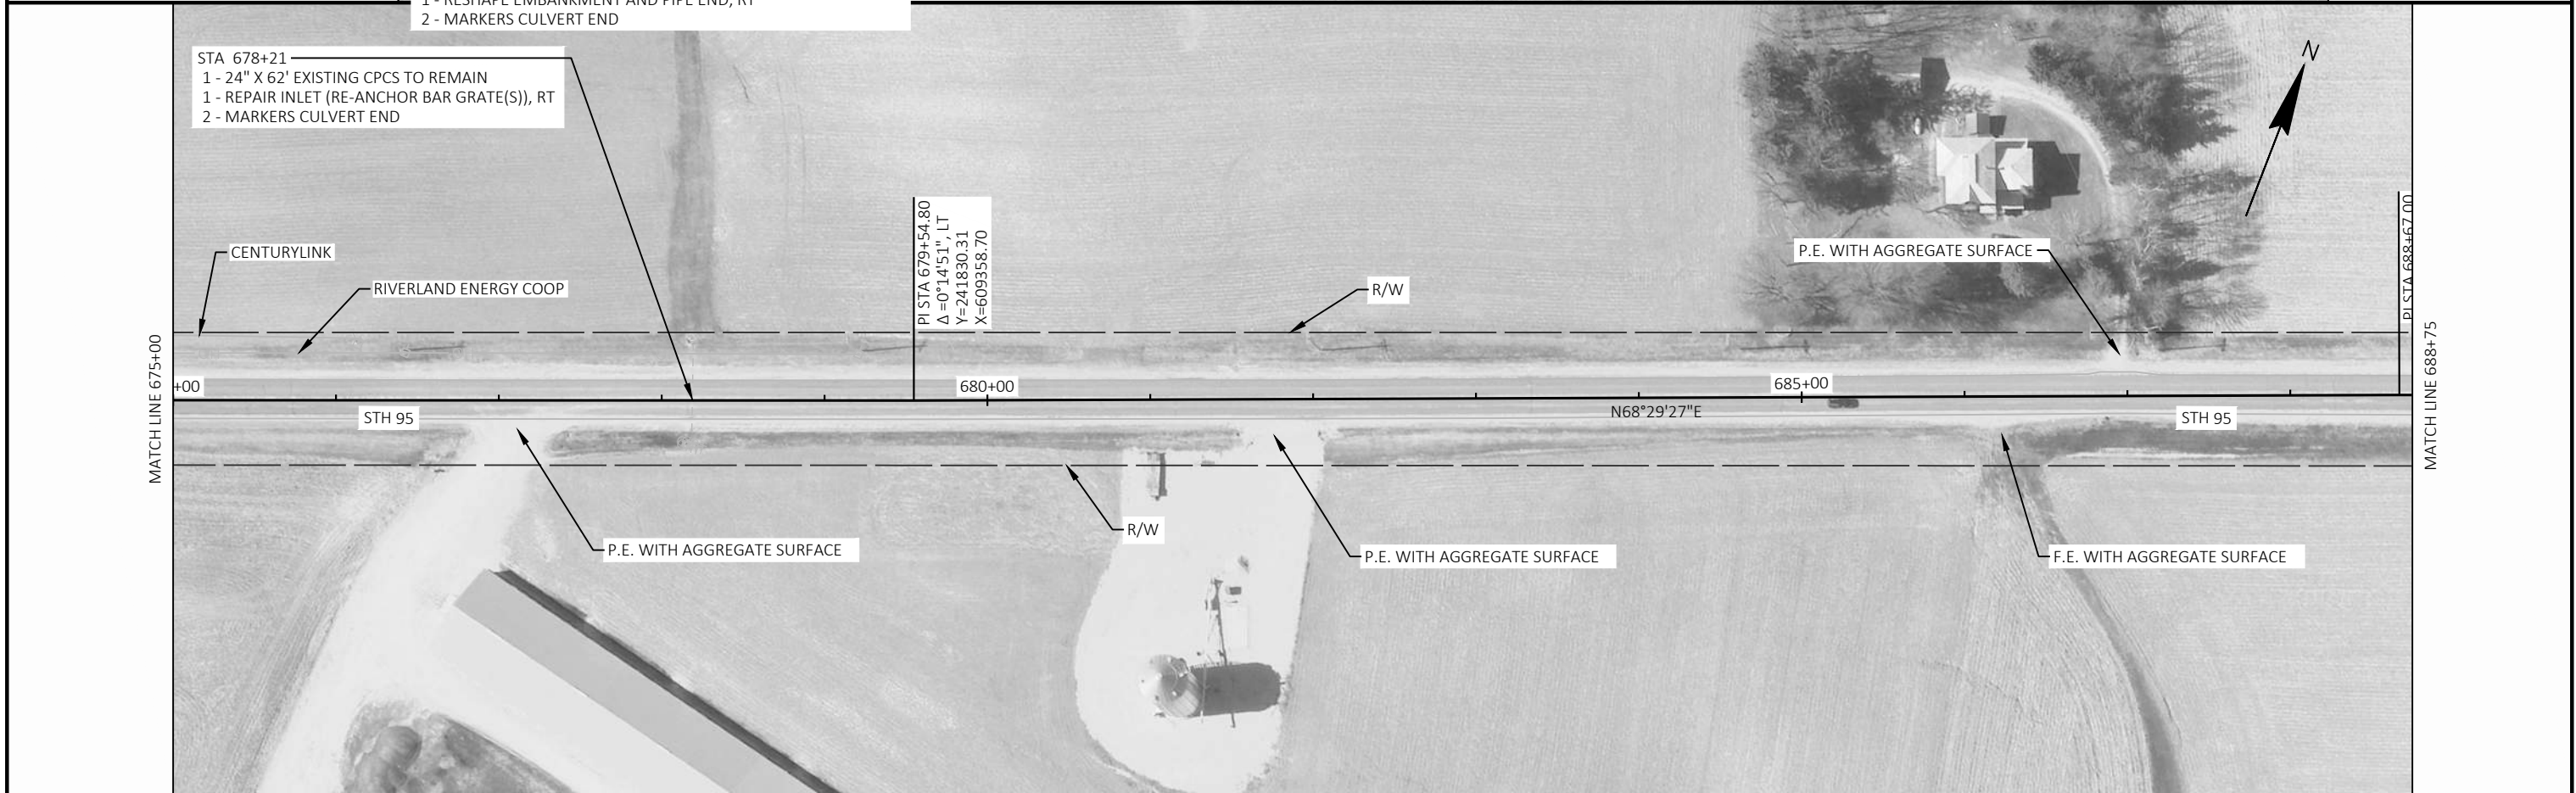 1 - RESHAPE EMBANKMENT AND PIPE END, RT
2 - MARKERS CULVERT END
STA 678+21
1 - 24" X 62' EXISTING CPCS TO REMAIN
1 - REPAIR INLET (RE-ANCHOR BAR GRATE(S)), RT
2 - MARKERS CULVERT END
N
CENTURYLINK
RIVERLAND ENERGY COOP
PI STA 679+54.80
Δ =0°14'51", LT
Y=241830.31
X=609358.70
R/W
P.E. WITH AGGREGATE SURFACE
PI STA 688+67.00
MATCH LINE 675+00
+00
680+00
685+00
MATCH LINE 688+75
STH 95
N68°29'27"E
STH 95
R/W
P.E. WITH AGGREGATE SURFACE
P.E. WITH AGGREGATE SURFACE
F.E. WITH AGGREGATE SURFACE